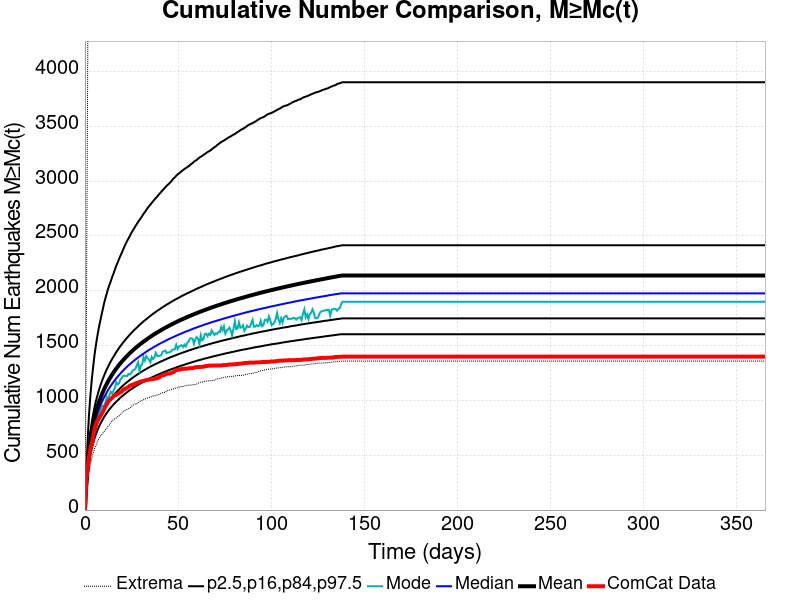 Cumulative Number Comparison, M≥Mc(t)
Cumulative Num Earthquakes M≥Mc(t)
4000
3500
3000
2500
2000
1500
1000
500
0
0 50 100 150 200 250 300 350
Time (days)
Extrema p2.5,p16,p84,p97.5 Mode Median Mean ComCat Data